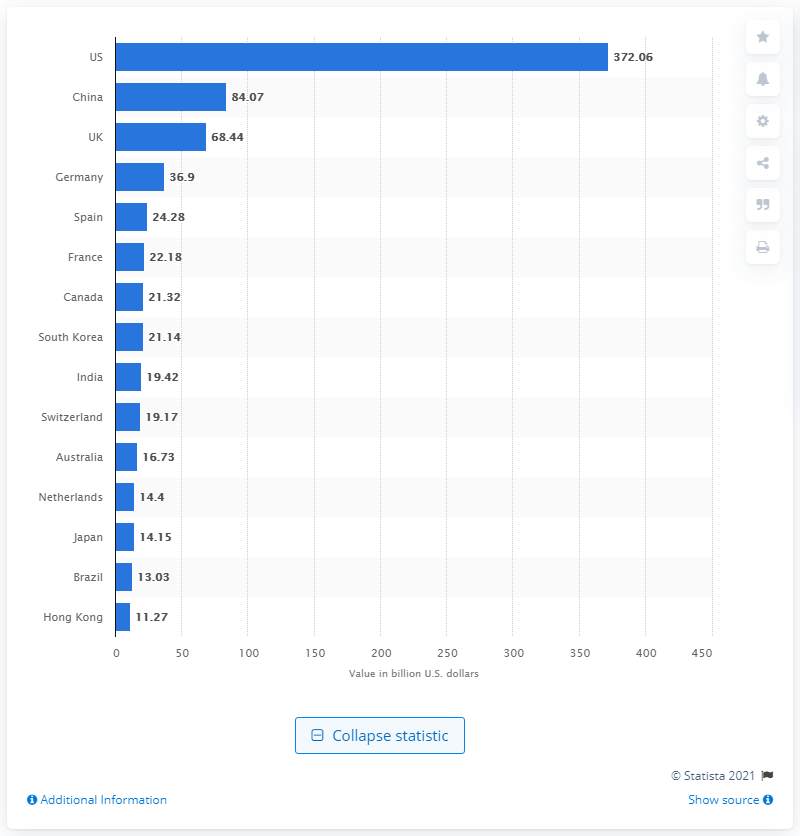 US 372.06
China 84.07
UK 68.44
Germany 36.9
Spain 24.28
France 22.18
Canada 21.32
South Korea 21.14
India 19.42
Switzerland 19.17
Australia 16.73
Netherlands 14.4
Japan 14.15
Brazil 13.03
Hong Kong 11.27
0 50 100 150 200 250 300 350 400 450
Value in billion U.S. dollars
Collapse statistic
© Statista 2021
Additional Information Show source